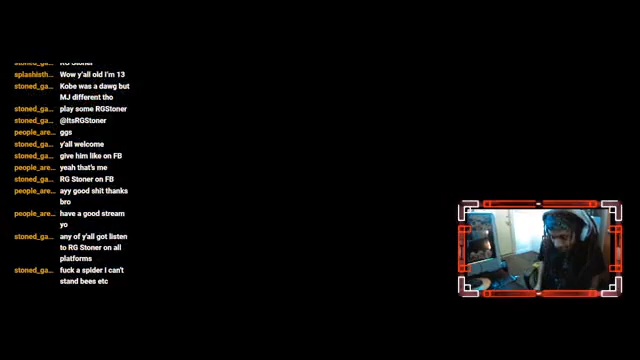 stoned_ga... RG Stoner
splashisth... Wow y'all old I'm 13
stoned_ga... Kobe was a dawg but
MJ different tho
stoned_ga... play some RGStoner
stoned_ga... @ItsRGStoner
people_are... ggs
stoned_ga... y'all welcome
stoned_ga... give him like on FB
people_are... yeah that's me
stoned_ga... RG Stoner on FB
people_are... ayy good shit thanks
bro
people_are... have a good stream
yo
stoned_ga... any of y'all got listen
to RG Stoner on all
platforms
stoned_ga... fuck a spider I can't
stand bees etc